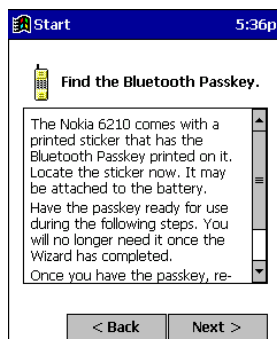 Start 5:36p
Find the Bluetooth Passkey.
The Nokia 6210 comes with a
printed sticker that has the
Bluetooth Passkey printed on it.
Locate the sticker now. It may
be attached to the battery.
Have the passkey ready for use
during the following steps. You
will no longer need it once the
Wizard has completed.
Once you have the passkey, re-
< Back Next >